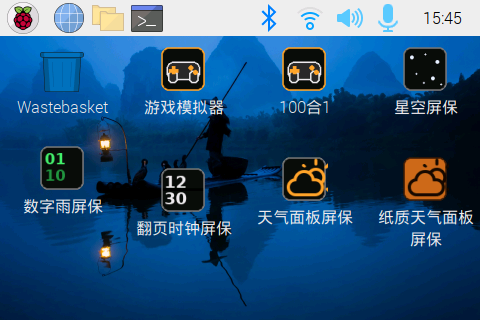 15:45
Wastebasket
游戏模拟器
100合1
星空屏保
01
10
数字雨屏保
12
30
翻页时钟屏保
天气面板屏保
纸质天气面板
屏保